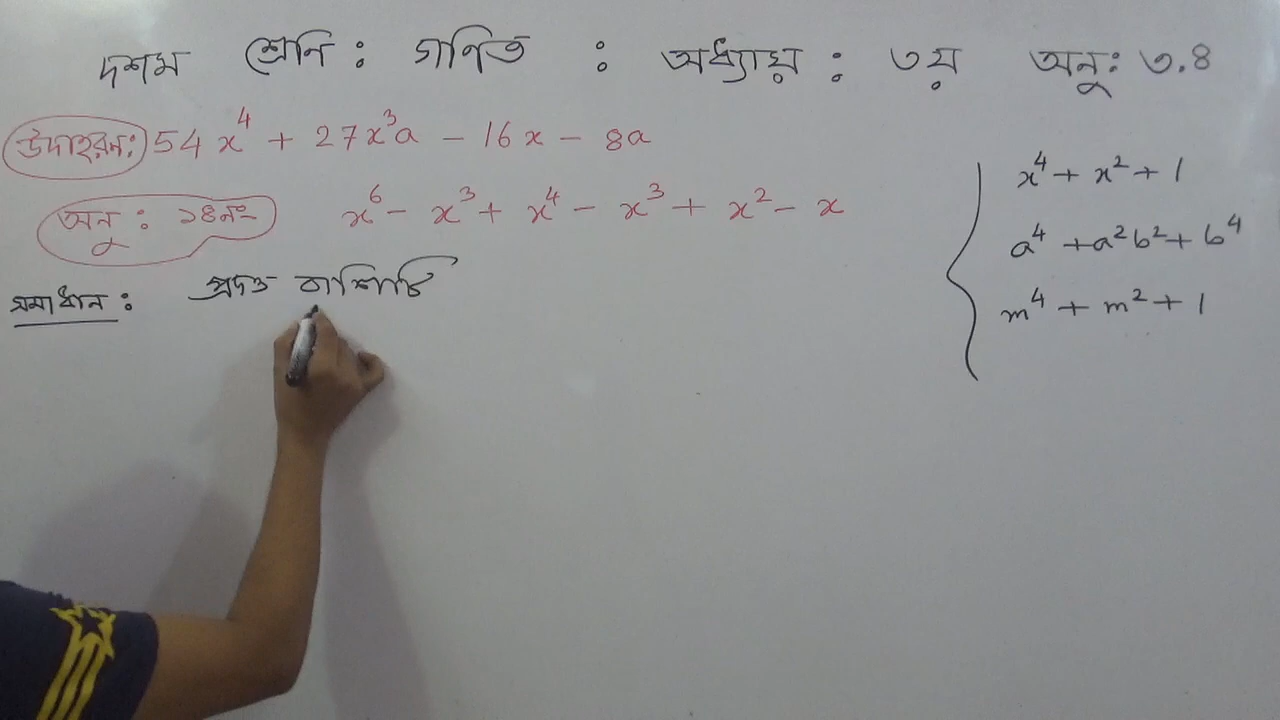 দশম শ্রেনি : গণিত : অধ্যায় : ৩য় অনু: ৩.৪
উদাহরন: 54x⁴ + 27x³a - 16x - 8a
অনু : ১৪নং x⁶ - x³ + x⁴ - x³ + x² - x
সমাধান : প্রদত্ত রাশিটি
x⁴ + x² + 1
a⁴ + a²b² + b⁴
m⁴ + m² + 1